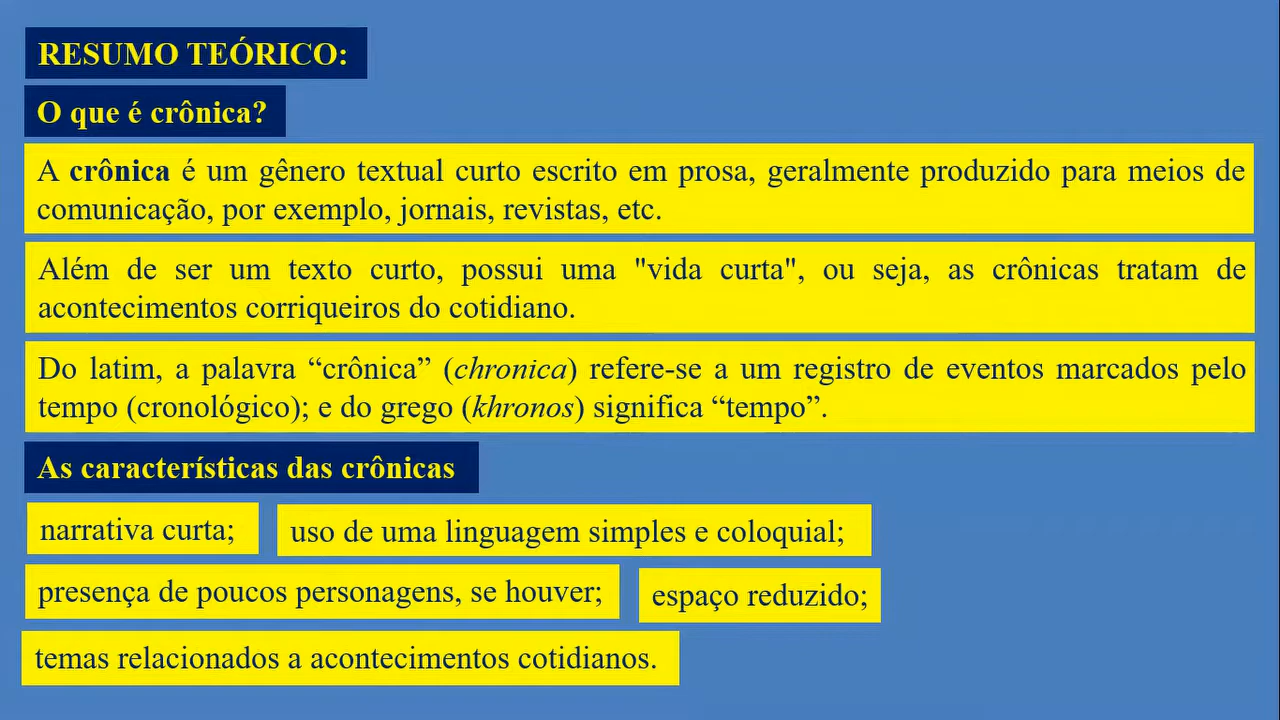 RESUMO TEÓRICO:
O que é crônica?
A crônica é um gênero textual curto escrito em prosa, geralmente produzido para meios de
comunicação, por exemplo, jornais, revistas, etc.
Além de ser um texto curto, possui uma "vida curta", ou seja, as crônicas tratam de
acontecimentos corriqueiros do cotidiano.
Do latim, a palavra “crônica” (chronica) refere-se a um registro de eventos marcados pelo
tempo (cronológico); e do grego (khronos) significa “tempo”.
As características das crônicas
narrativa curta; uso de uma linguagem simples e coloquial;
presença de poucos personagens, se houver; espaço reduzido;
temas relacionados a acontecimentos cotidianos.